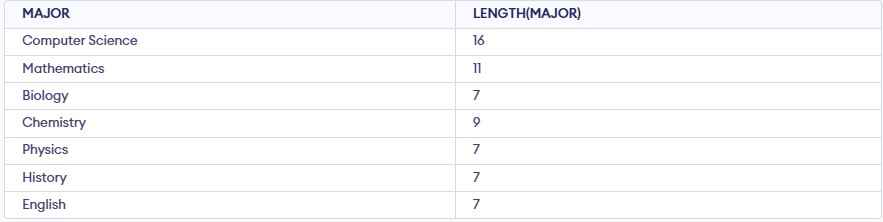 MAJOR LENGTH(MAJOR)
Computer Science 16
Mathematics 11
Biology 7
Chemistry 9
Physics 7
History 7
English 7